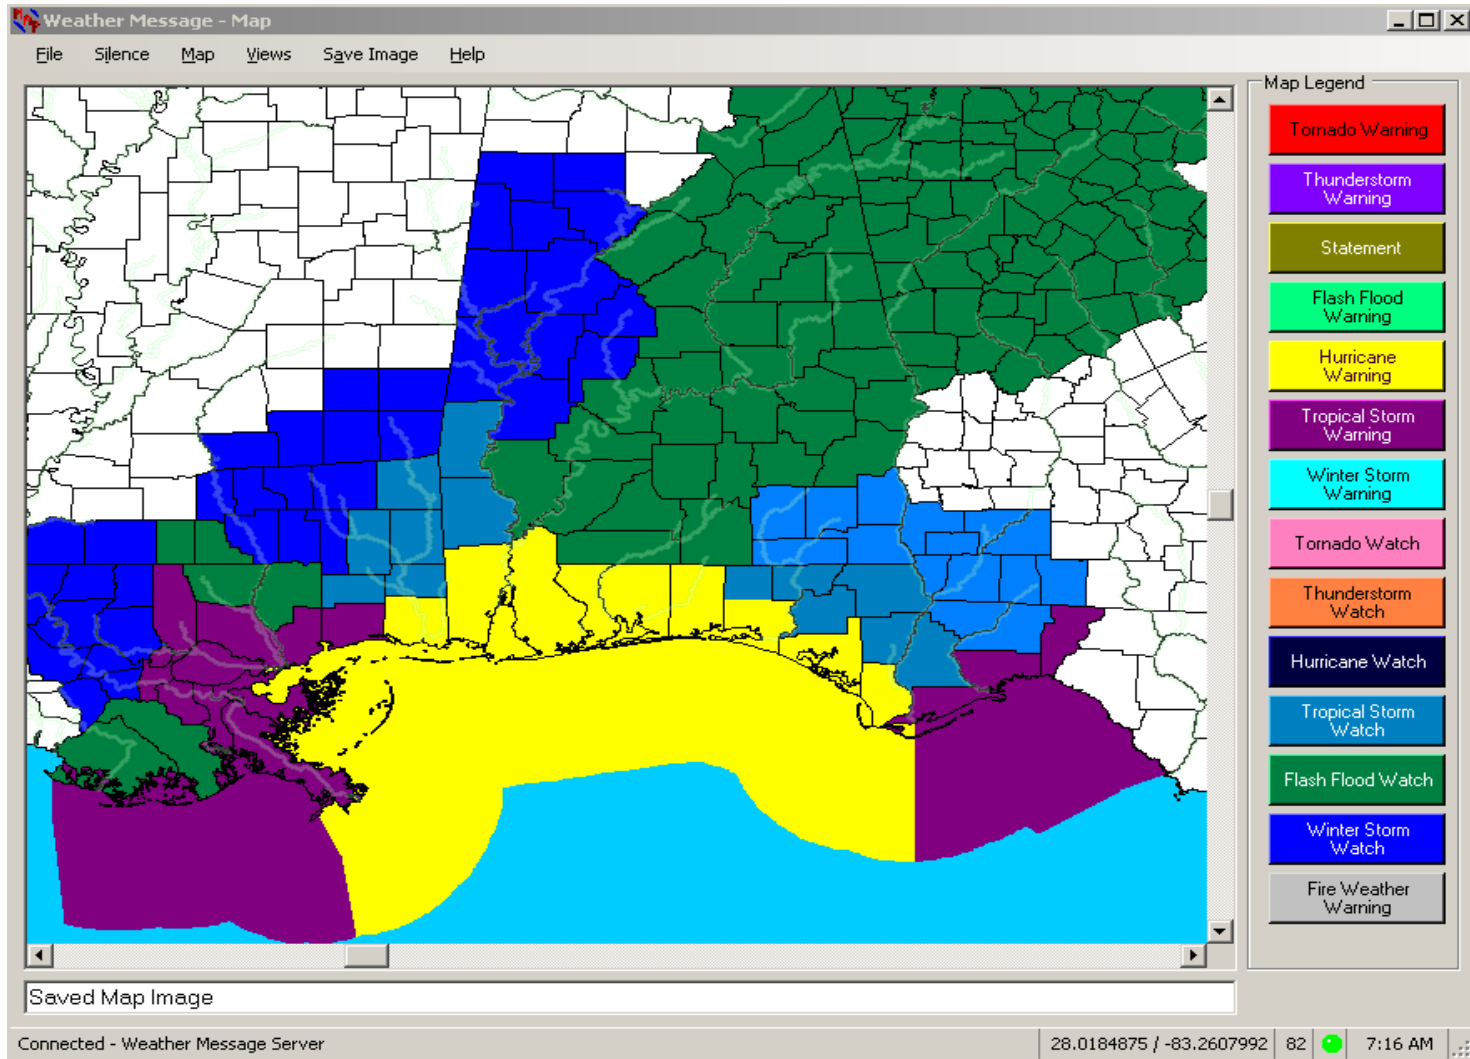 Weather Message - Map
File Silence Map Views Save Image Help
Map Legend
Tornado Warning
Thunderstorm
Warning
Statement
Flash Flood
Warning
Hurricane
Warning
Tropical Storm
Warning
Winter Storm
Warning
Tornado Watch
Thunderstorm
Watch
Hurricane Watch
Tropical Storm
Watch
Flash Flood Watch
Winter Storm
Watch
Fire Weather
Warning
Saved Map Image
Connected - Weather Message Server 28.0184875 / -83.2607992 82 7:16 AM